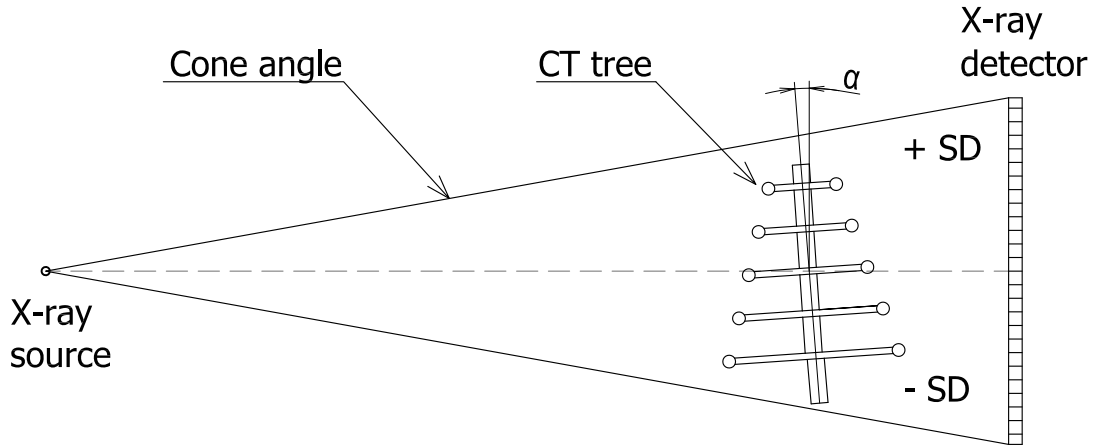 X-ray
detector
Cone angle
CT tree
α
+ SD
X-ray
source
- SD